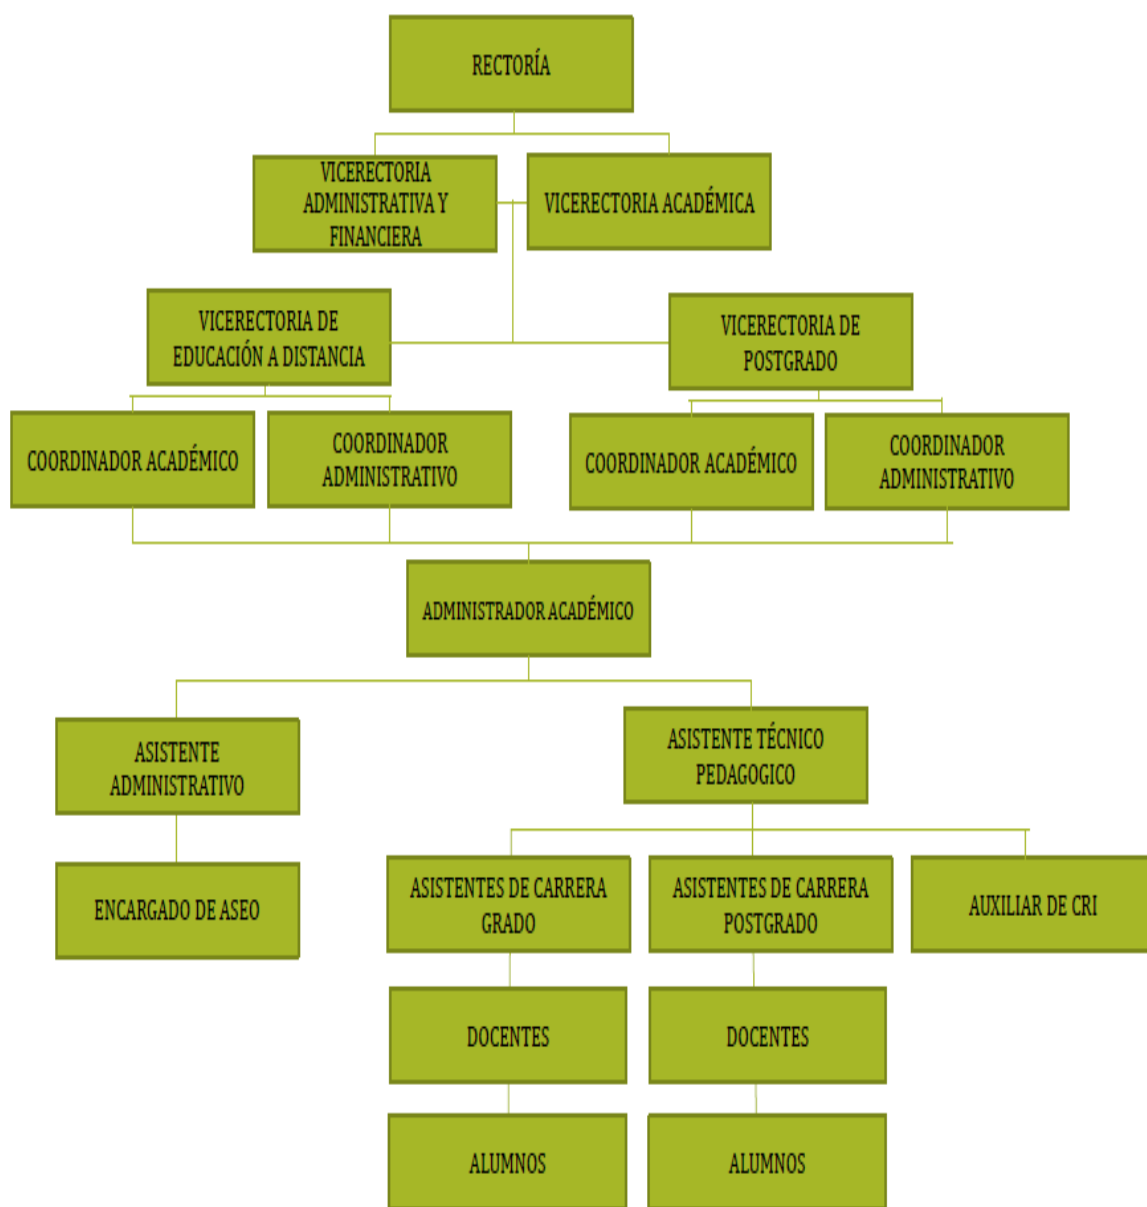 RECTORÍA
VICERECTORIA
ADMINISTRATIVA Y
FINANCIERA
VICERECTORIA ACADÉMICA
VICERECTORIA DE
EDUCACIÓN A DISTANCIA
VICERECTORIA DE
POSTGRADO
COORDINADOR ACADÉMICO
COORDINADOR
ADMINISTRATIVO
COORDINADOR ACADÉMICO
COORDINADOR
ADMINISTRATIVO
ADMINISTRADOR ACADÉMICO
ASISTENTE
ADMINISTRATIVO
ASISTENTE TÉCNICO
PEDAGOGICO
ENCARGADO DE ASEO
ASISTENTES DE CARRERA
GRADO
ASISTENTES DE CARRERA
POSTGRADO
AUXILIAR DE CRI
DOCENTES
DOCENTES
ALUMNOS
ALUMNOS